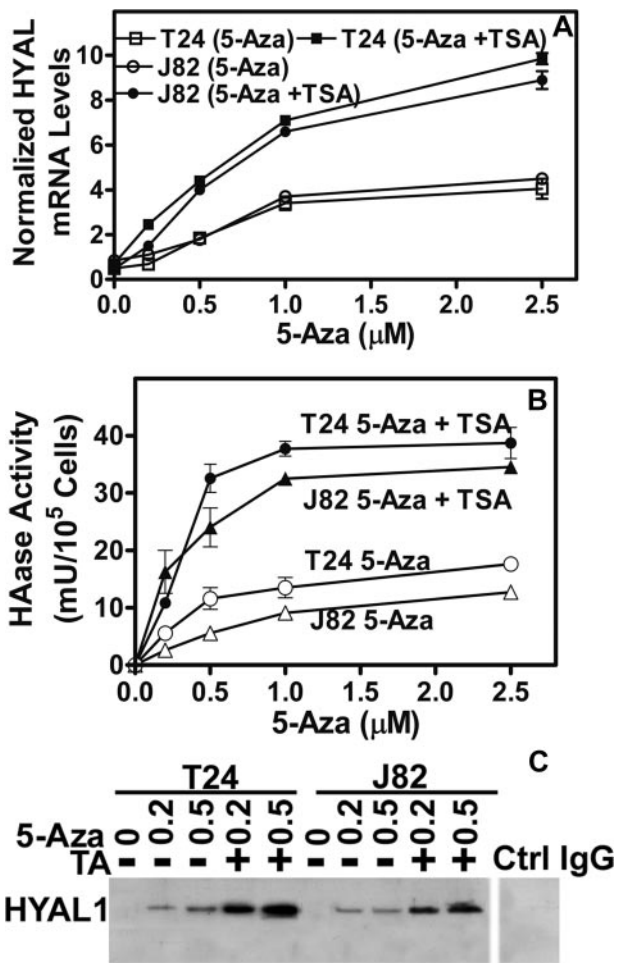 A
T24 (5-Aza) T24 (5-Aza +TSA)
J82 (5-Aza)
J82 (5-Aza +TSA)
Normalized HYAL
mRNA Levels
10
8
6
4
2
0
0.0 0.5 1.0 1.5 2.0 2.5
5-Aza (μM)
B
T24 5-Aza + TSA
J82 5-Aza + TSA
T24 5-Aza
J82 5-Aza
HAase Activity
(mU/10⁵ Cells)
40
30
20
10
0
0.0 0.5 1.0 1.5 2.0 2.5
5-Aza (μM)
C
T24 J82
5-Aza 0 0.2 0.5 0.2 0.5 0 0.2 0.5 0.2 0.5
TA - - - + + - - - + + Ctrl IgG
HYAL1